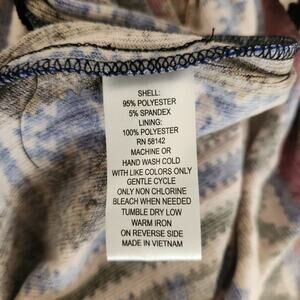 SHELL:
95% POLYESTER
5% SPANDEX
LINING:
100% POLYESTER
RN 58142
MACHINE OR
HAND WASH COLD
WITH LIKE COLORS ONLY
GENTLE CYCLE
ONLY NON CHLORINE
BLEACH WHEN NEEDED
TUMBLE DRY LOW
WARM IRON
ON REVERSE SIDE
MADE IN VIETNAM